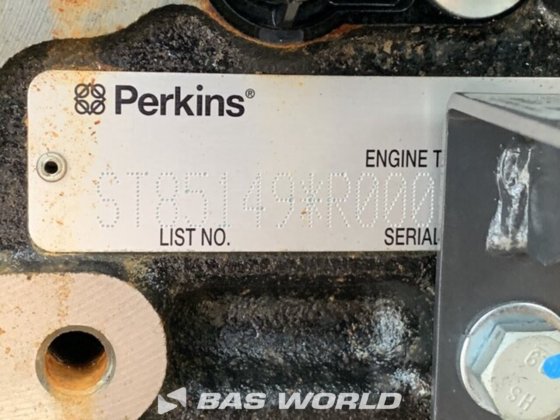 Perkins®
ENGINE T
ST85149*R000
LIST NO. SERIAL
BAS WORLD